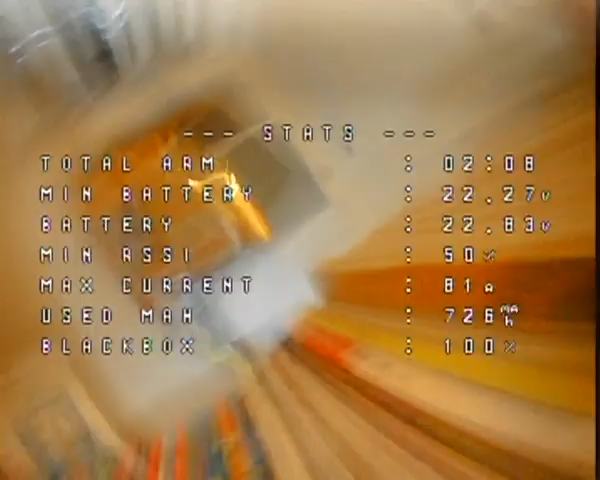 --- STATS ---
TOTAL ARM : 02:08
MIN BATTERY : 22.27V
BATTERY : 22.83V
MIN RSSI : 50%
MAX CURRENT : 81A
USED MAH : 726MAH
BLACKBOX : 100%